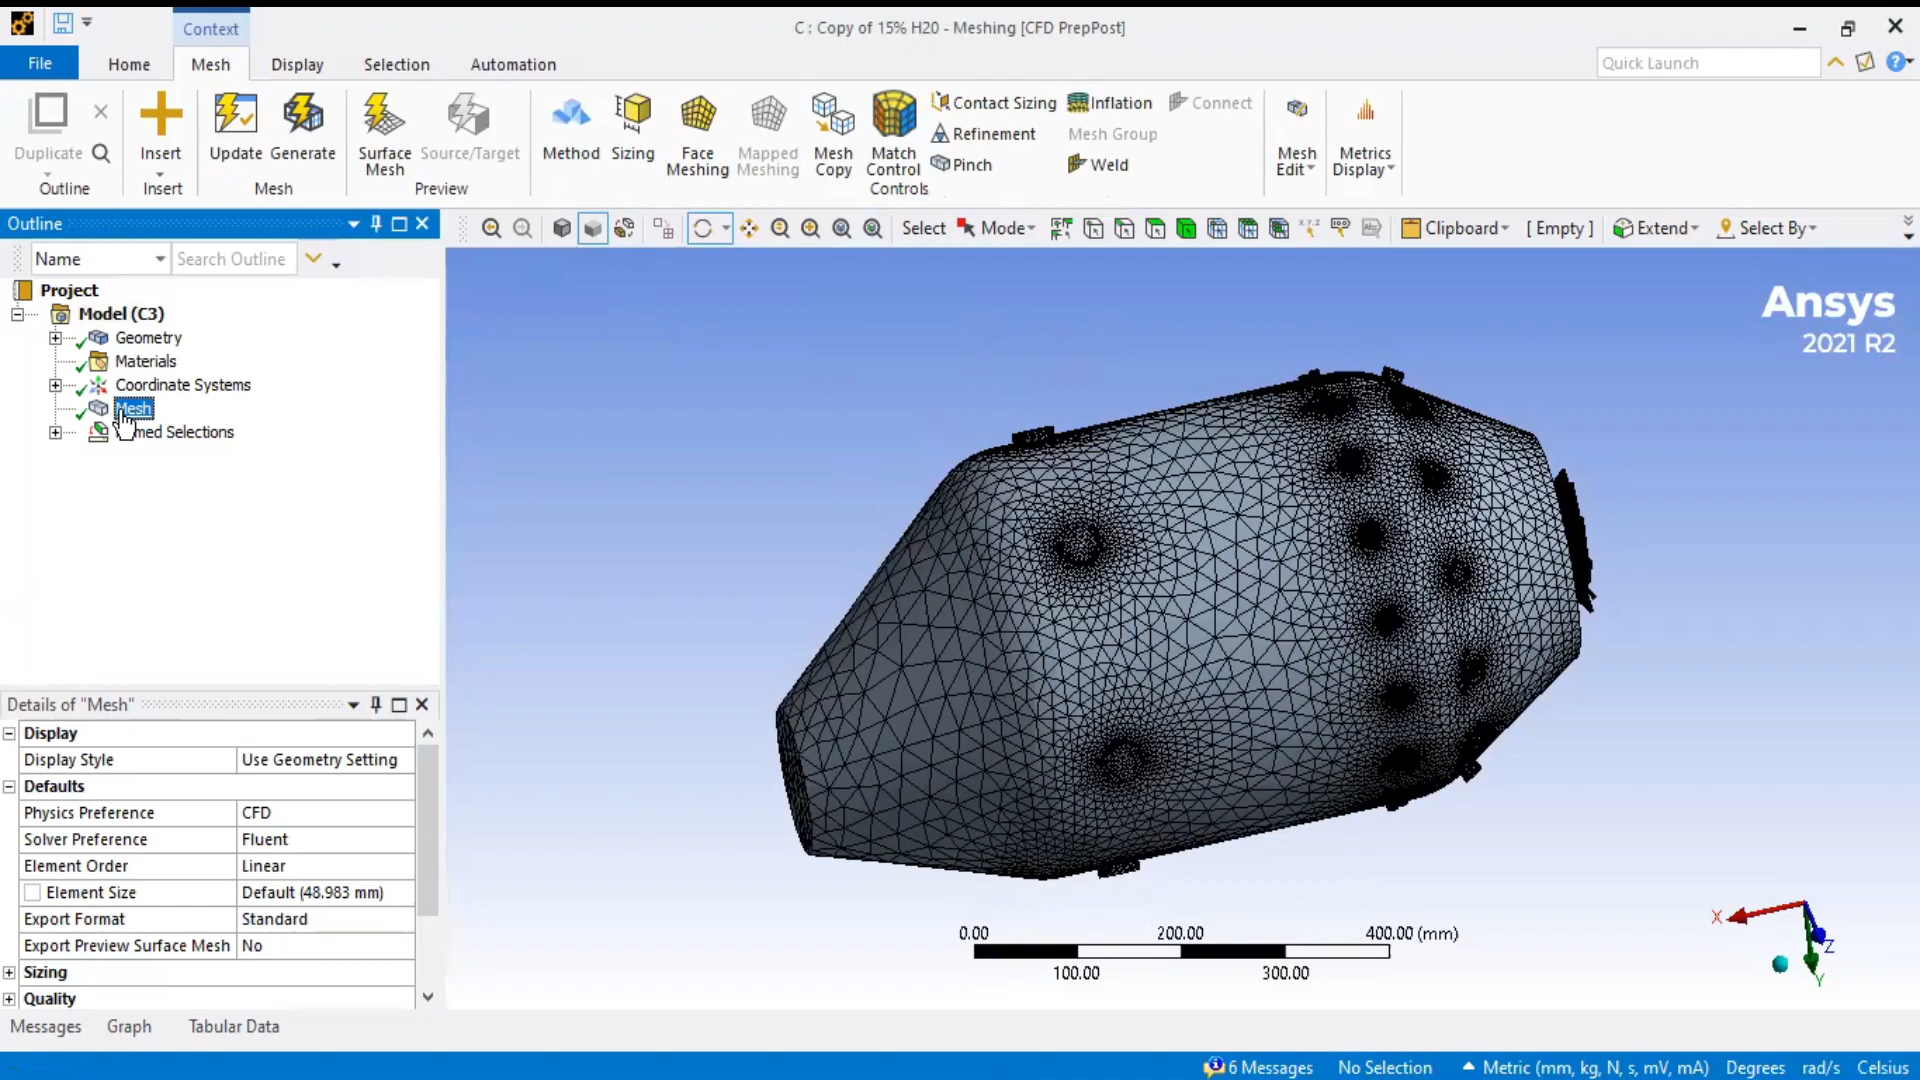 Context
C : Copy of 15% H20 - Meshing [CFD PrepPost]
File
Home
Mesh
Display
Selection
Automation
Quick Launch
Duplicate
Outline
Insert
Insert
Update
Generate
Mesh
Surface
Mesh
Source/Target
Preview
Method
Sizing
Face
Meshing
Mapped
Meshing
Mesh
Copy
Match
Control
Contact Sizing
Refinement
Pinch
Inflation
Mesh Group
Weld
Connect
Controls
Mesh
Edit
Metrics
Display
Outline
Name
Search Outline
Select
Mode
Clipboard
[ Empty ]
Extend
Select By
Project
Model (C3)
Geometry
Materials
Coordinate Systems
Mesh
med Selections
Ansys
2021 R2
Details of "Mesh"
Display
Display Style Use Geometry Setting
Defaults
Physics Preference CFD
Solver Preference Fluent
Element Order Linear
Element Size Default (48.983 mm)
Export Format Standard
Export Preview Surface Mesh No
Sizing
Quality
0.00 200.00 400.00 (mm)
100.00 300.00
X
Z
Y
Messages
Graph
Tabular Data
6 Messages
No Selection
Metric (mm, kg, N, s, mV, mA)
Degrees
rad/s
Celsius